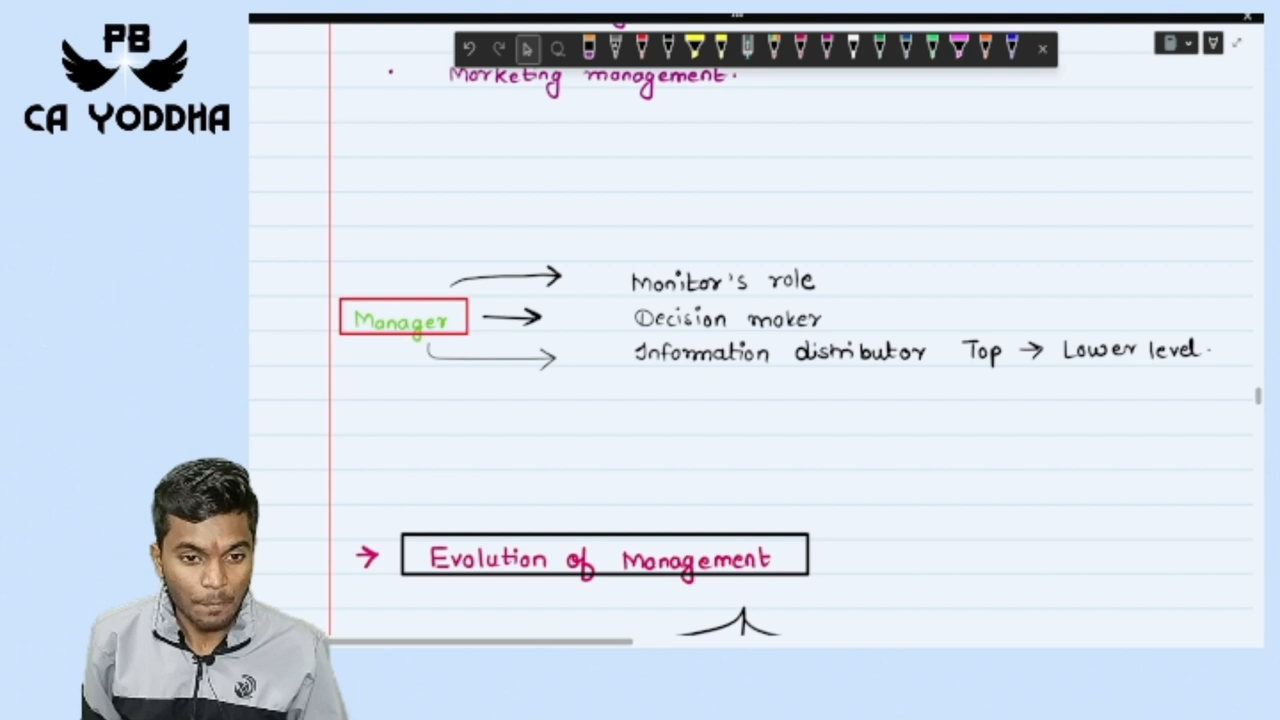 PB
CA YODDHA
Marketing management.
Manager
Monitor's role
Decision maker
Information distributor Top → Lower level.
→ Evolution of Management